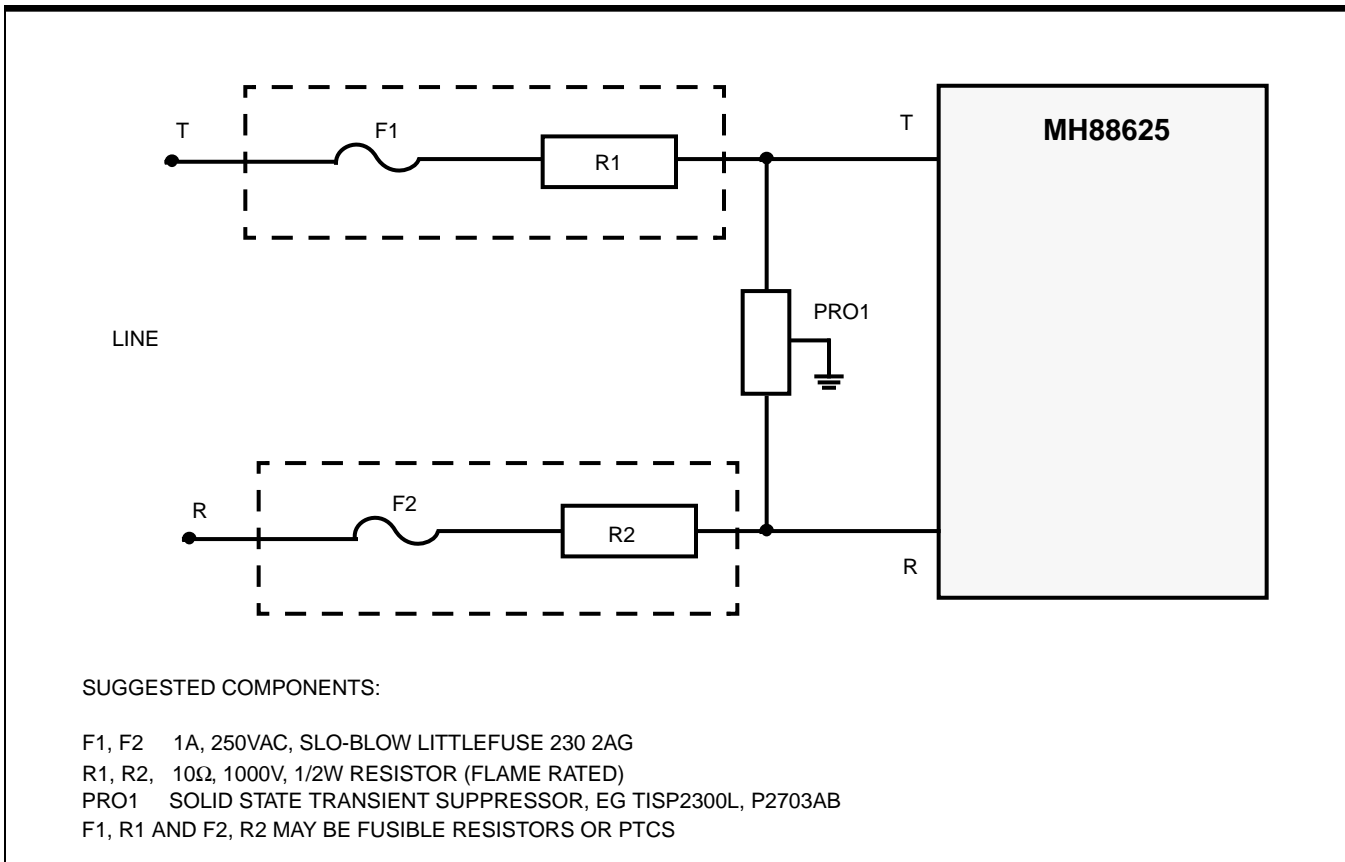 T
F1
R1
T
MH88625
PRO1
LINE
R
F2
R2
R
SUGGESTED COMPONENTS:
F1, F2 1A, 250VAC, SLO-BLOW LITTLEFUSE 230 2AG
R1, R2, 10Ω, 1000V, 1/2W RESISTOR (FLAME RATED)
PRO1 SOLID STATE TRANSIENT SUPPRESSOR, EG TISP2300L, P2703AB
F1, R1 AND F2, R2 MAY BE FUSIBLE RESISTORS OR PTCS